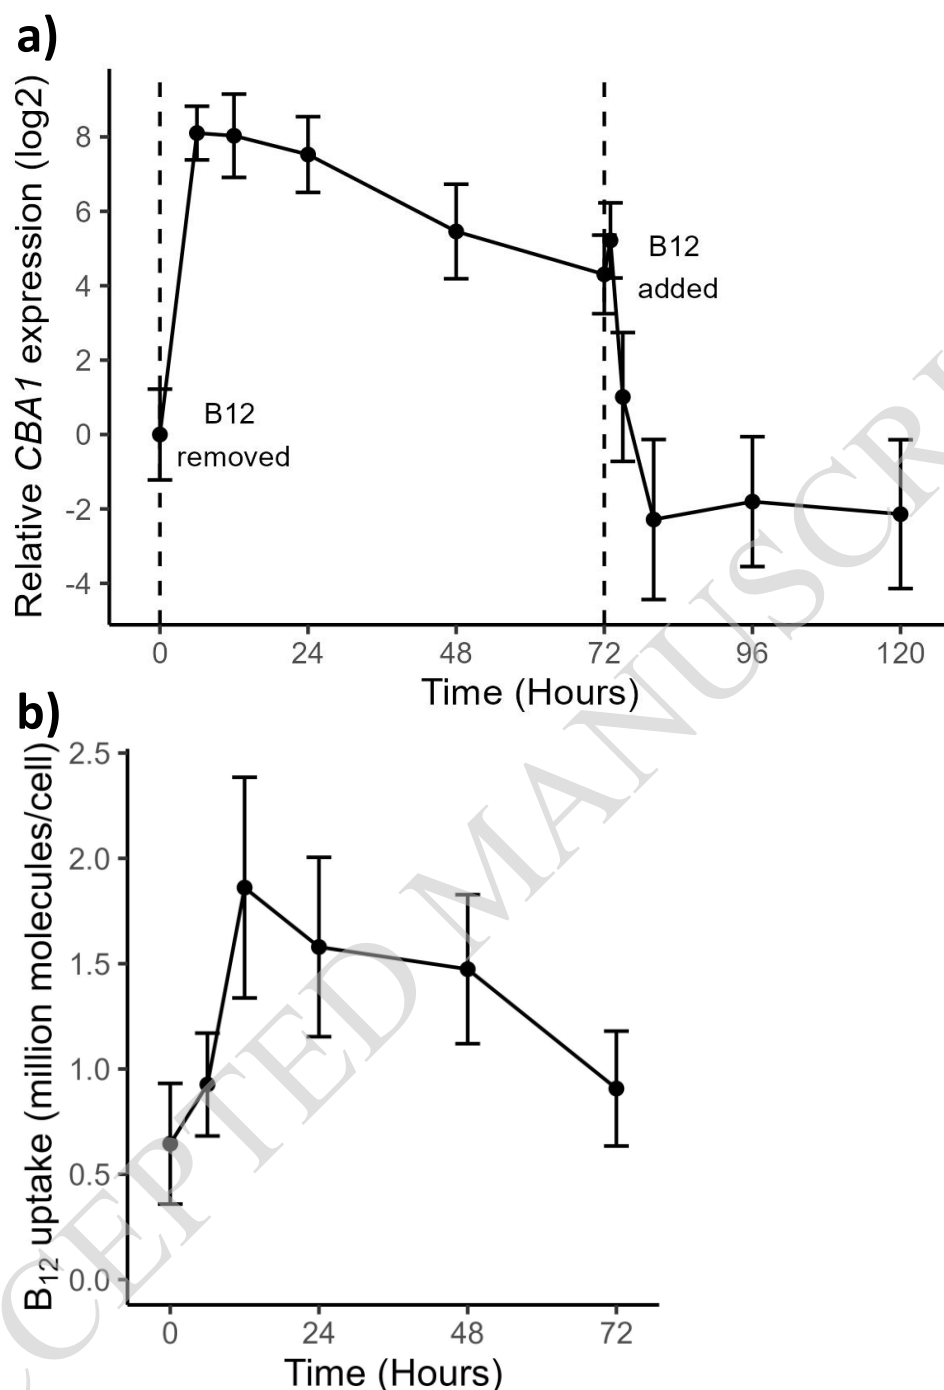 a)
Relative CBA1 expression (log2)
8
6
4
2
0
-2
-4
B12
removed
B12
added
0 24 48 72 96 120
Time (Hours)
b)
B₁₂ uptake (million molecules/cell)
2.5
2.0
1.5
1.0
0.5
0.0
0 24 48 72
Time (Hours)
CEPTED MANUSCRI